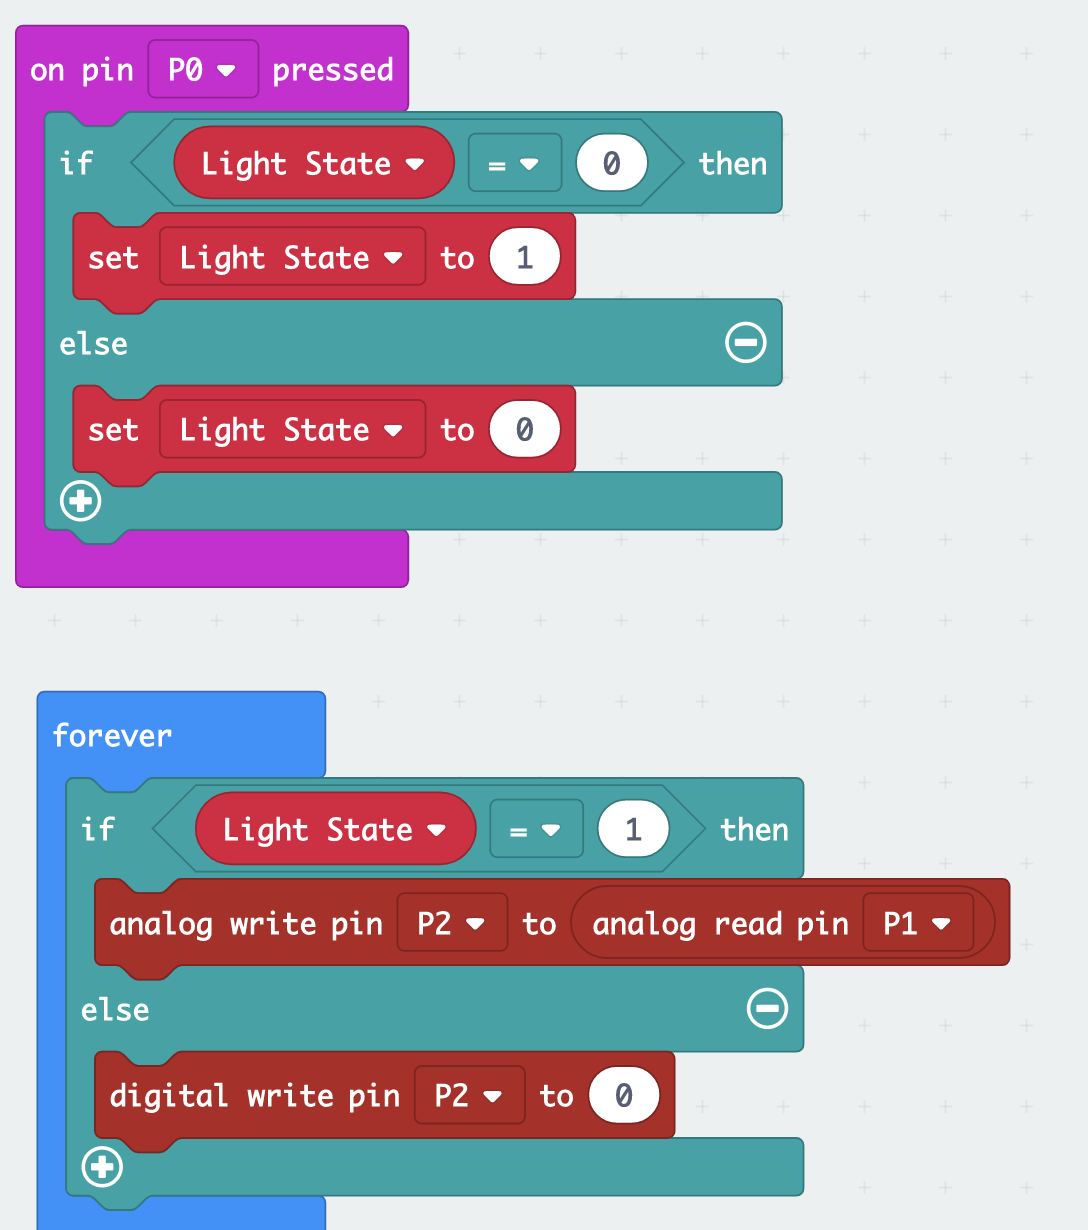 on pin P0 pressed
if Light State = 0 then
set Light State to 1
else
set Light State to 0
forever
if Light State = 1 then
analog write pin P2 to analog read pin P1
else
digital write pin P2 to 0